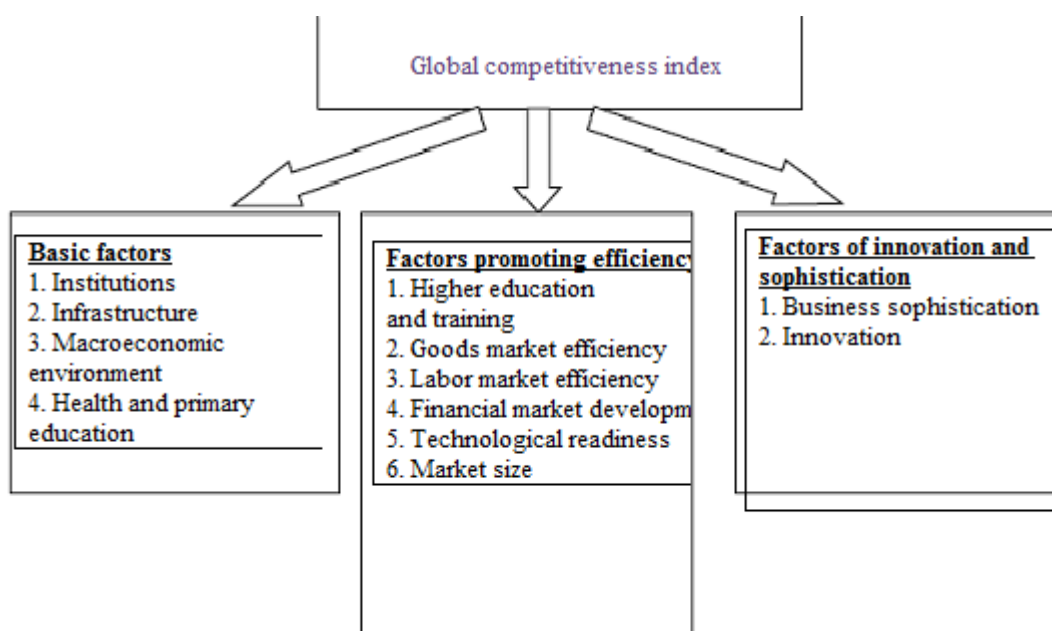 Global competitiveness index
Basic factors
1. Institutions
2. Infrastructure
3. Macroeconomic
environment
4. Health and primary
education
Factors promoting efficiency
1. Higher education
and training
2. Goods market efficiency
3. Labor market efficiency
4. Financial market developm
5. Technological readiness
6. Market size
Factors of innovation and
sophistication
1. Business sophistication
2. Innovation